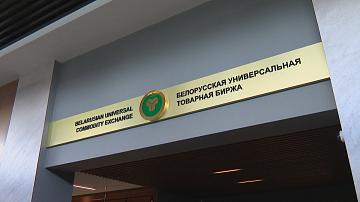 BELARUSIAN UNIVERSAL
COMMODITY EXCHANGE
БЕЛОРУССКАЯ УНИВЕРСАЛЬНАЯ
ТОВАРНАЯ БИРЖА